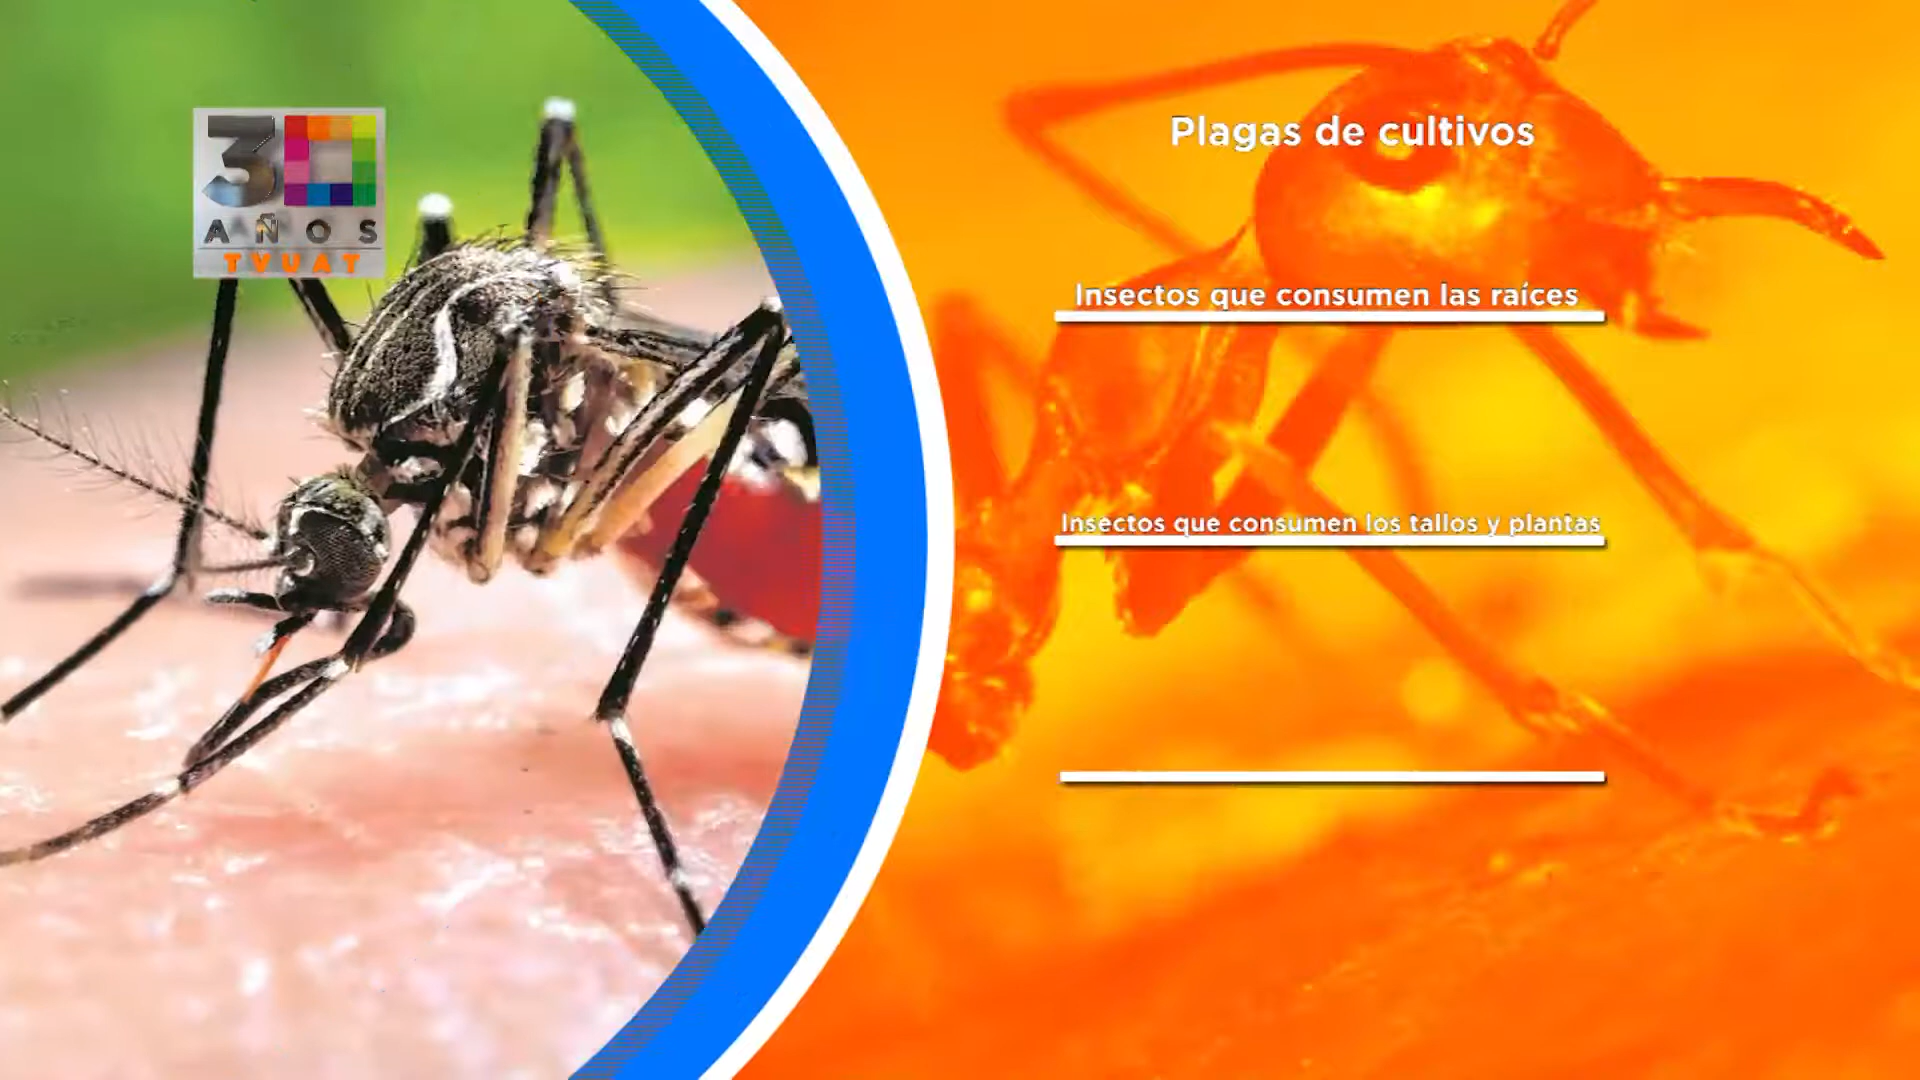 30
AÑOS
TVUAT
Plagas de cultivos
Insectos que consumen las raíces
Insectos que consumen los tallos y plantas